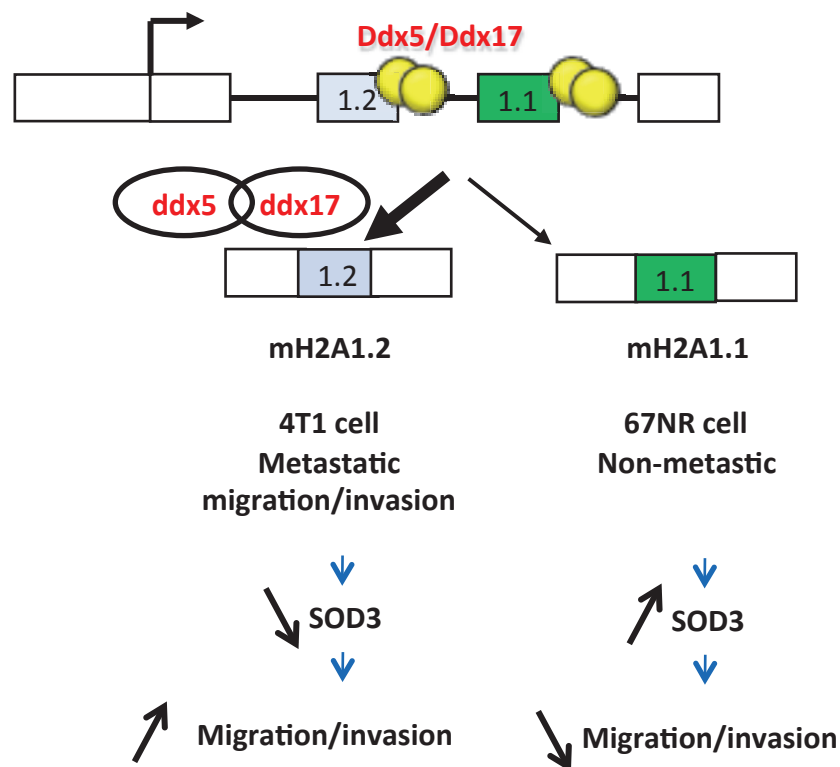 Ddx5/Ddx17
1.2 1.1
ddx5 ddx17
1.2 1.1
mH2A1.2 mH2A1.1
4T1 cell 67NR cell
Metastatic Non-metastic
migration/invasion
SOD3 SOD3
Migration/invasion Migration/invasion